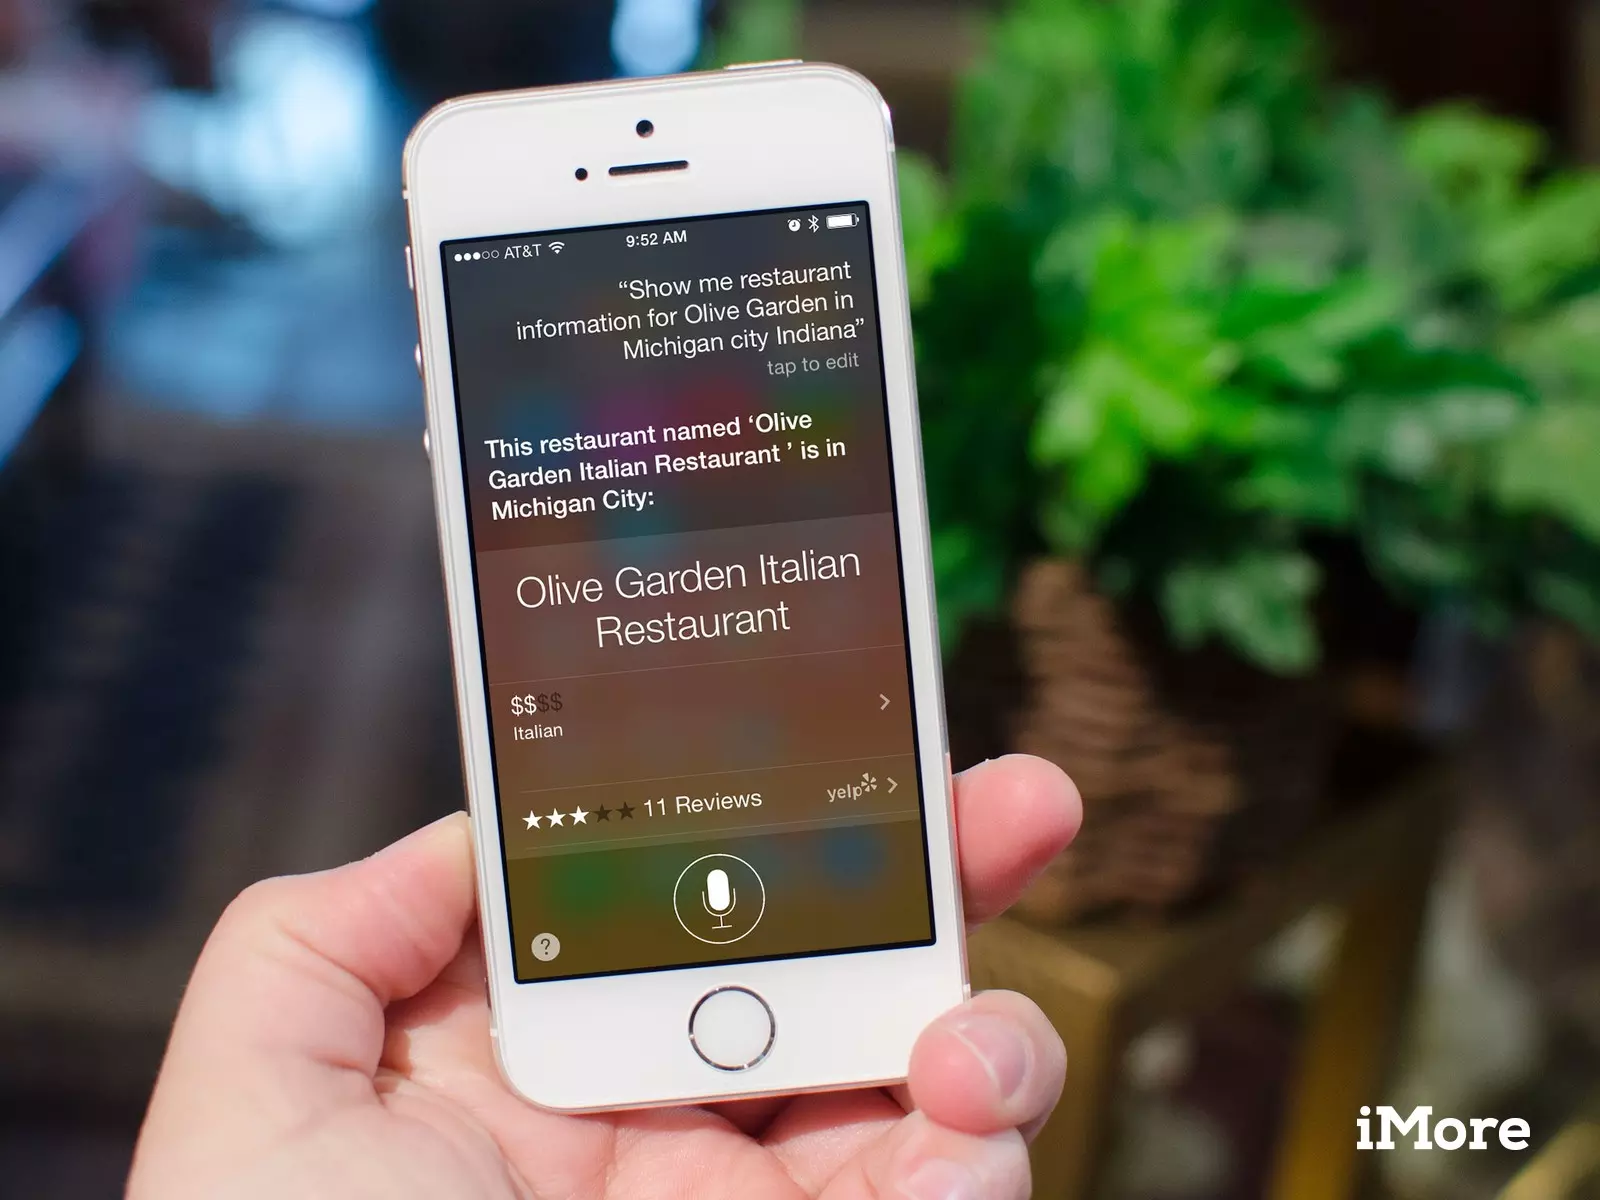 ●●●○○ AT&T 9:52 AM
“Show me restaurant
information for Olive Garden in
Michigan city Indiana”
tap to edit
This restaurant named ‘Olive
Garden Italian Restaurant ’ is in
Michigan City:
Olive Garden Italian
Restaurant
$$$$
Italian
★★★★★ 11 Reviews yelp
?
iMore